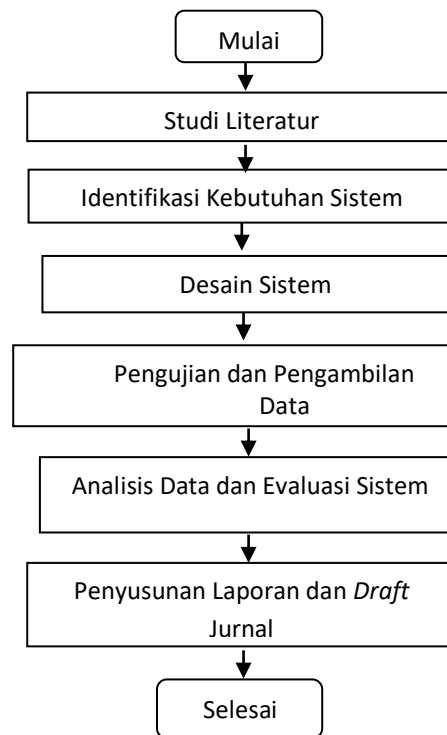 Mulai
Studi Literatur
Identifikasi Kebutuhan Sistem
Desain Sistem
Pengujian dan Pengambilan
Data
Analisis Data dan Evaluasi Sistem
Penyusunan Laporan dan Draft
Jurnal
Selesai